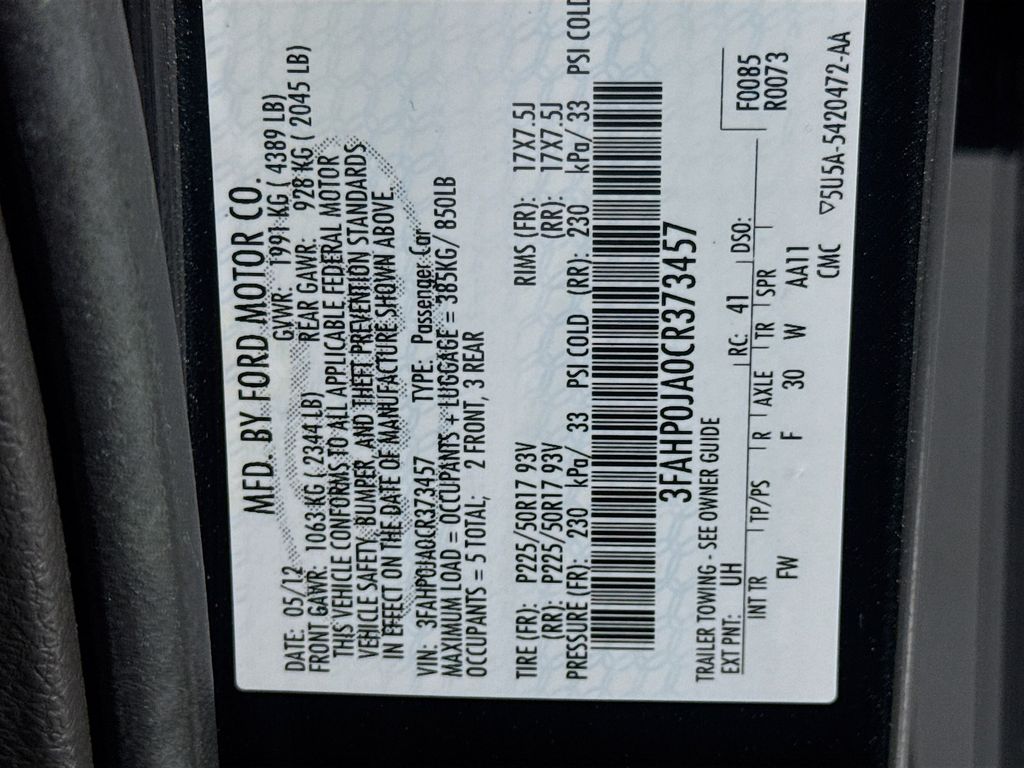 MFD. BY FORD MOTOR CO.
DATE: 05/12 GVWR: 1991 KG ( 4389 LB)
FRONT GAWR: 1063 KG ( 2344 LB) REAR GAWR: 928 KG ( 2045 LB)
THIS VEHICLE CONFORMS TO ALL APPLICABLE FEDERAL MOTOR
VEHICLE SAFETY, BUMPER, AND THEFT PREVENTION STANDARDS
IN EFFECT ON THE DATE OF MANUFACTURE SHOWN ABOVE.
VIN: 3FAHP0JA0CR373457 TYPE: Passenger Car
MAXIMUM LOAD = OCCUPANTS + LUGGAGE = 385KG/ 850LB
OCCUPANTS = 5 TOTAL; 2 FRONT, 3 REAR
TIRE (FR): P225/50R17 93V RIMS (FR): 17X7.5J
(RR): P225/50R17 93V (RR): 17X7.5J
PRESSURE (FR): 230 kPa/ 33 PSI COLD (RR): 230 kPa/ 33 PSI COLD
3FAHP0JA0CR373457
TRAILER TOWING - SEE OWNER GUIDE
F0085
R0073
EXT PNT: UH RC: 41 DSO:
INT TR TP/PS R AXLE TR SPR
FW F 30 W AA11
CMC ▽5U5A-5420472-AA